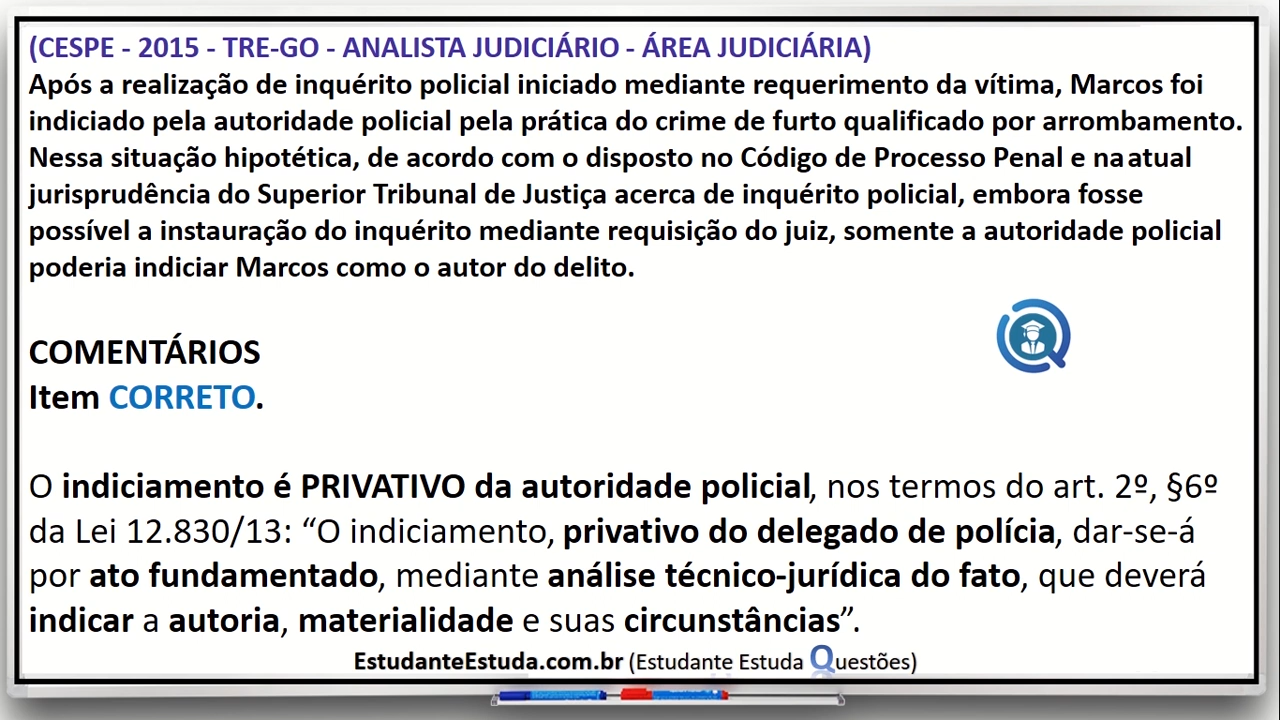 (CESPE - 2015 - TRE-GO - ANALISTA JUDICIÁRIO - ÁREA JUDICIÁRIA)
Após a realização de inquérito policial iniciado mediante requerimento da vítima, Marcos foi
indiciado pela autoridade policial pela prática do crime de furto qualificado por arrombamento.
Nessa situação hipotética, de acordo com o disposto no Código de Processo Penal e na atual
jurisprudência do Superior Tribunal de Justiça acerca de inquérito policial, embora fosse
possível a instauração do inquérito mediante requisição do juiz, somente a autoridade policial
poderia indiciar Marcos como o autor do delito.
COMENTÁRIOS
Item CORRETO.
O indiciamento é PRIVATIVO da autoridade policial, nos termos do art. 2º, §6º
da Lei 12.830/13: “O indiciamento, privativo do delegado de polícia, dar-se-á
por ato fundamentado, mediante análise técnico-jurídica do fato, que deverá
indicar a autoria, materialidade e suas circunstâncias”.
EstudanteEstuda.com.br (Estudante Estuda Questões)